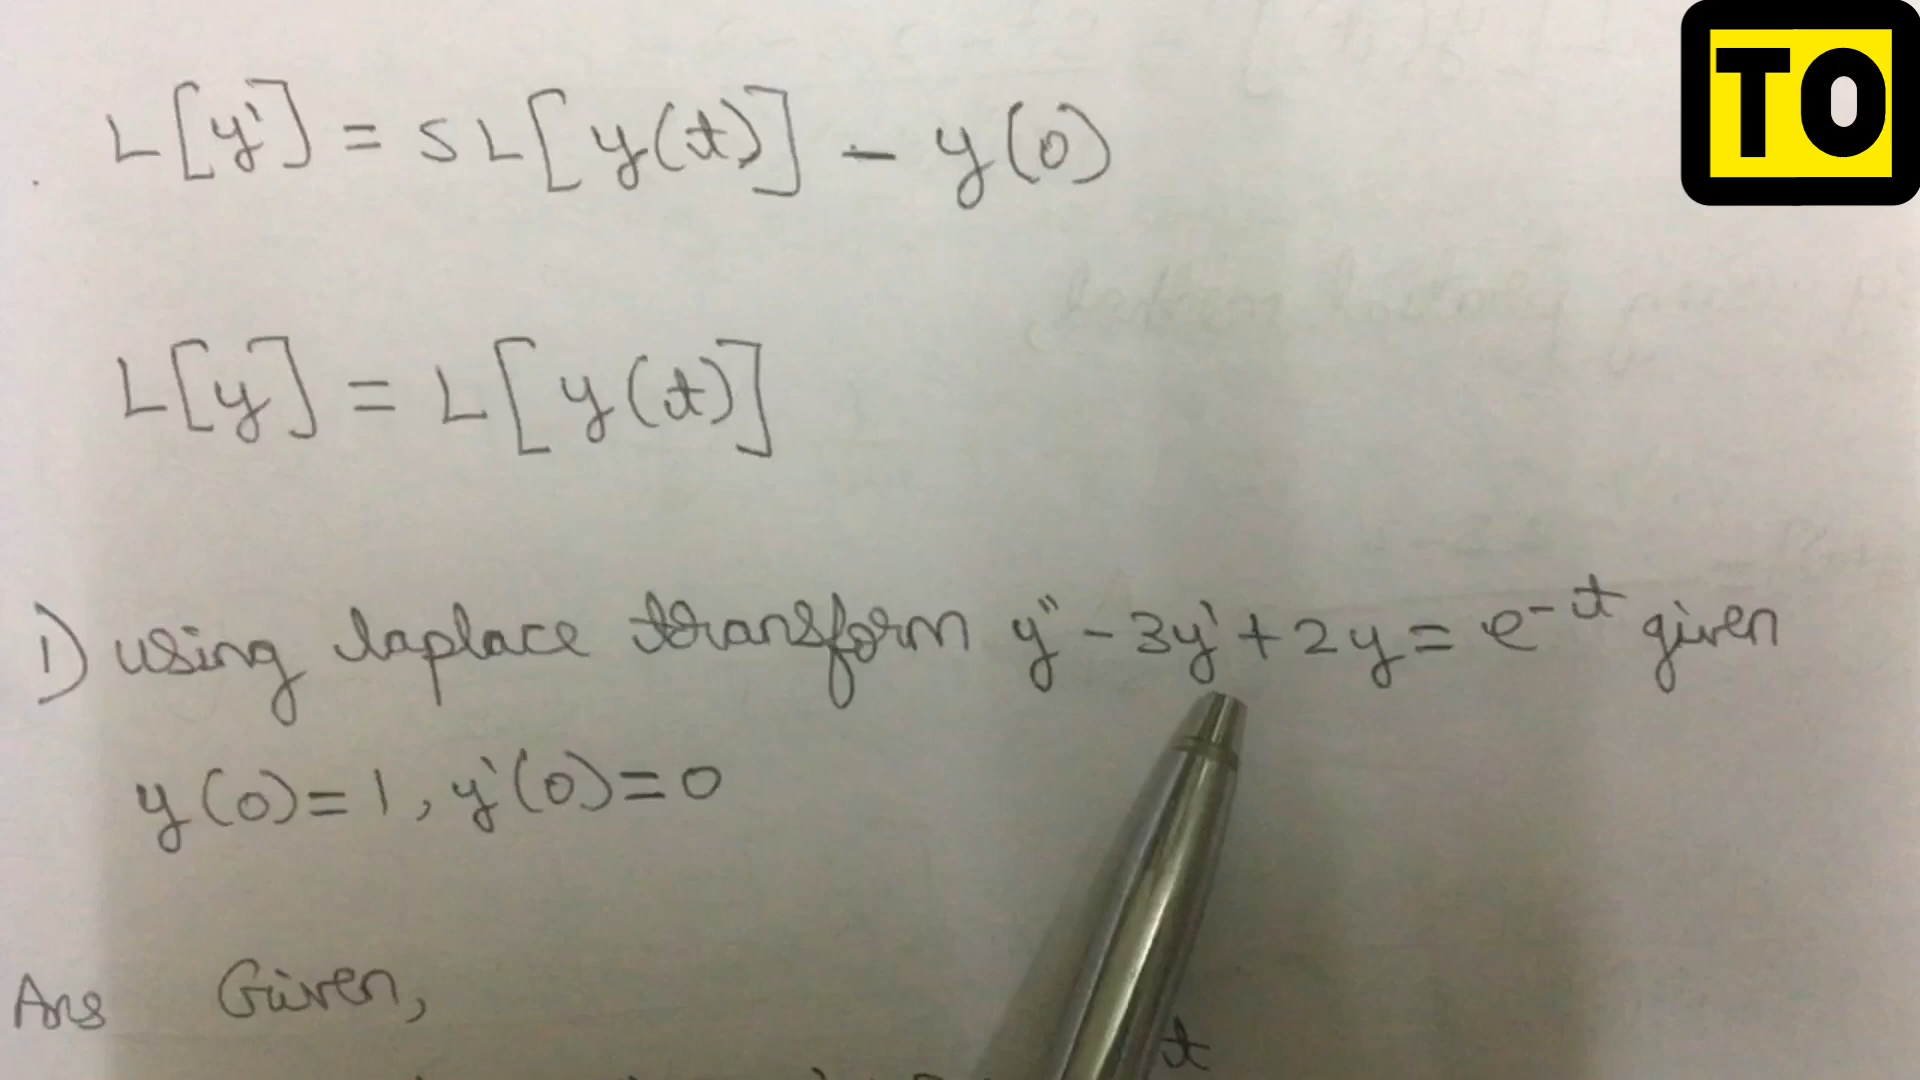 TO
L[y'] = SL[y(t)] - y(0)
L[y] = L[y(t)]
1) using laplace transform y" - 3y' + 2y = e^-t given
y(0)=1, y'(0)=0
Ans Given,
t